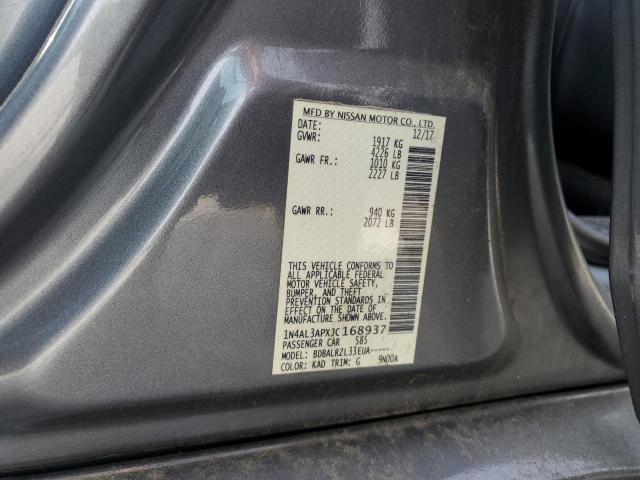 MFD BY NISSAN MOTOR CO., LTD.
DATE: 12/17
GVWR: 1917 KG
4226 LB
GAWR FR.: 1010 KG
2227 LB
GAWR RR.: 940 KG
2072 LB
THIS VEHICLE CONFORMS TO
ALL APPLICABLE FEDERAL
MOTOR VEHICLE SAFETY,
BUMPER, AND THEFT
PREVENTION STANDARDS IN
EFFECT ON THE DATE OF
MANUFACTURE SHOWN ABOVE.
1N4AL3APXJC168937
PASSENGER CAR 585
MODEL: BDBALRZL33EUA-----
COLOR: KAD TRIM: G 9N00A